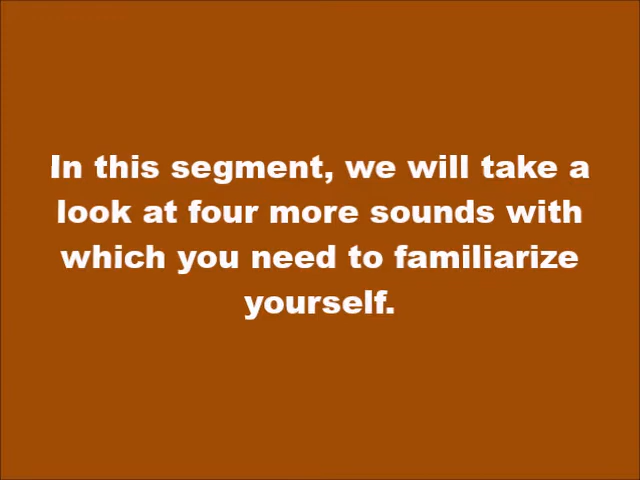 In this segment, we will take a
look at four more sounds with
which you need to familiarize
yourself.